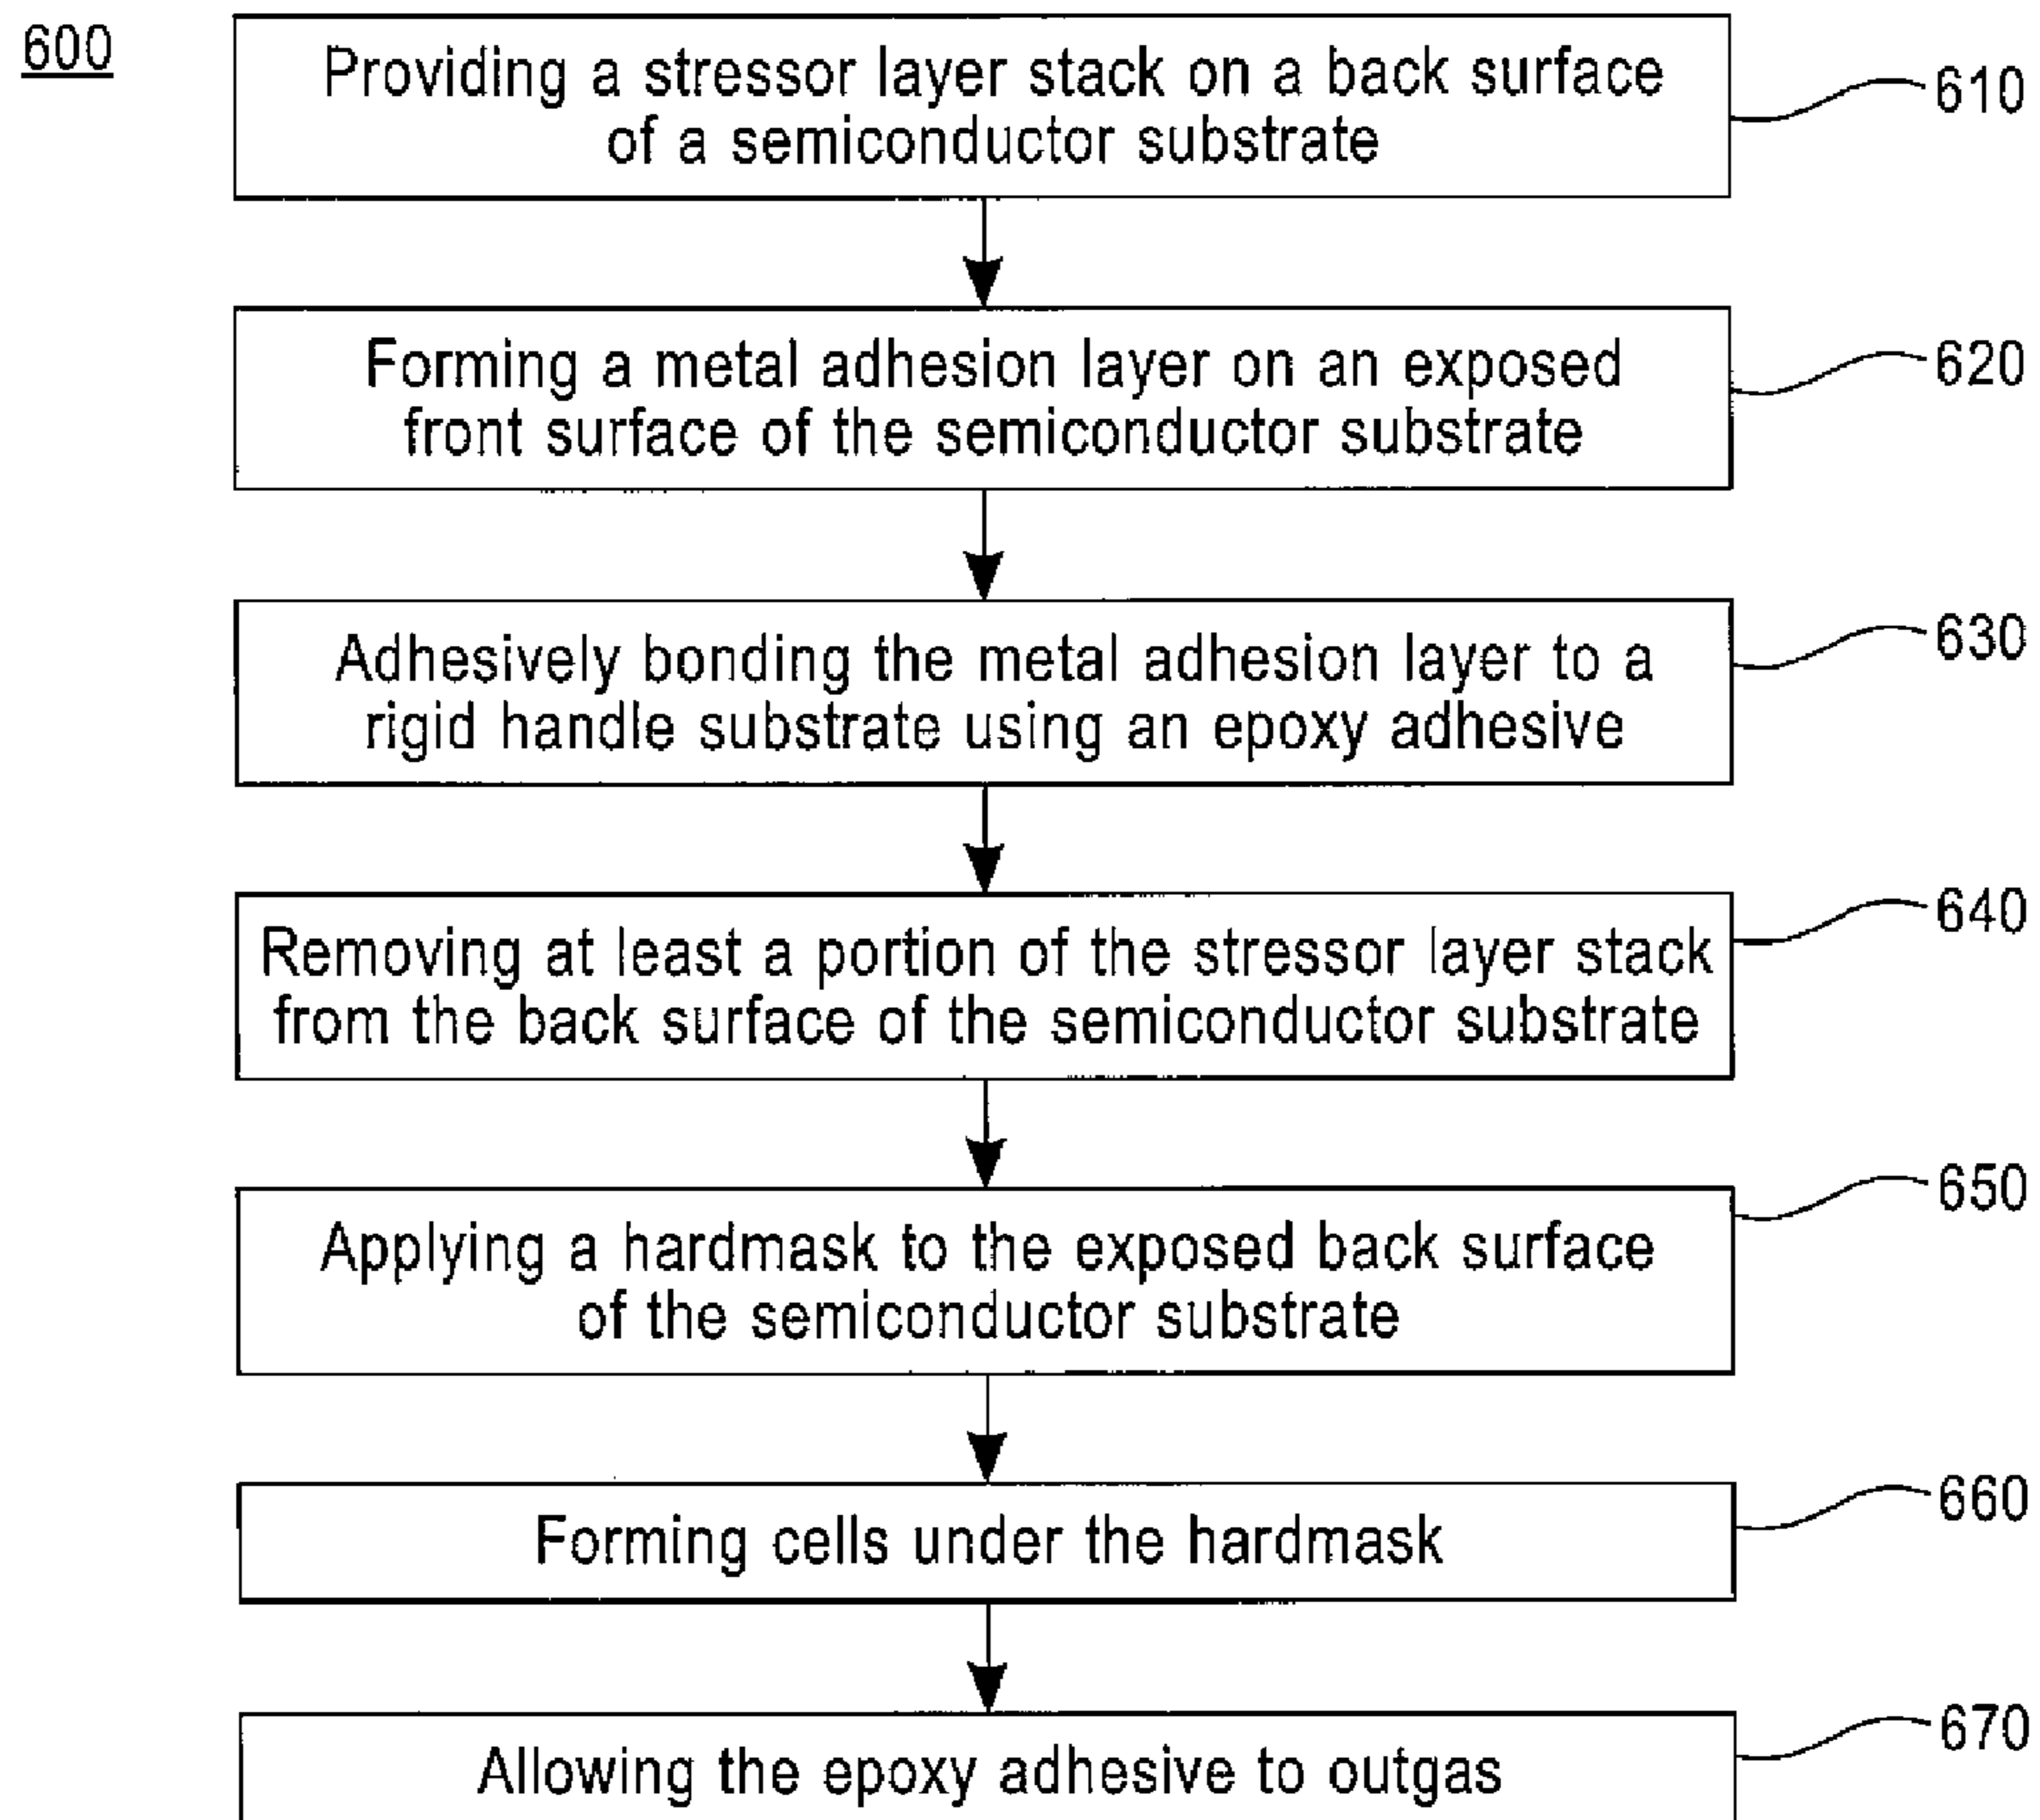 600
Providing a stressor layer stack on a back surface
of a semiconductor substrate
610
Forming a metal adhesion layer on an exposed
front surface of the semiconductor substrate
620
Adhesively bonding the metal adhesion layer to a
rigid handle substrate using an epoxy adhesive
630
Removing at least a portion of the stressor layer stack
from the back surface of the semiconductor substrate
640
Applying a hardmask to the exposed back surface
of the semiconductor substrate
650
Forming cells under the hardmask
660
Allowing the epoxy adhesive to outgas
670